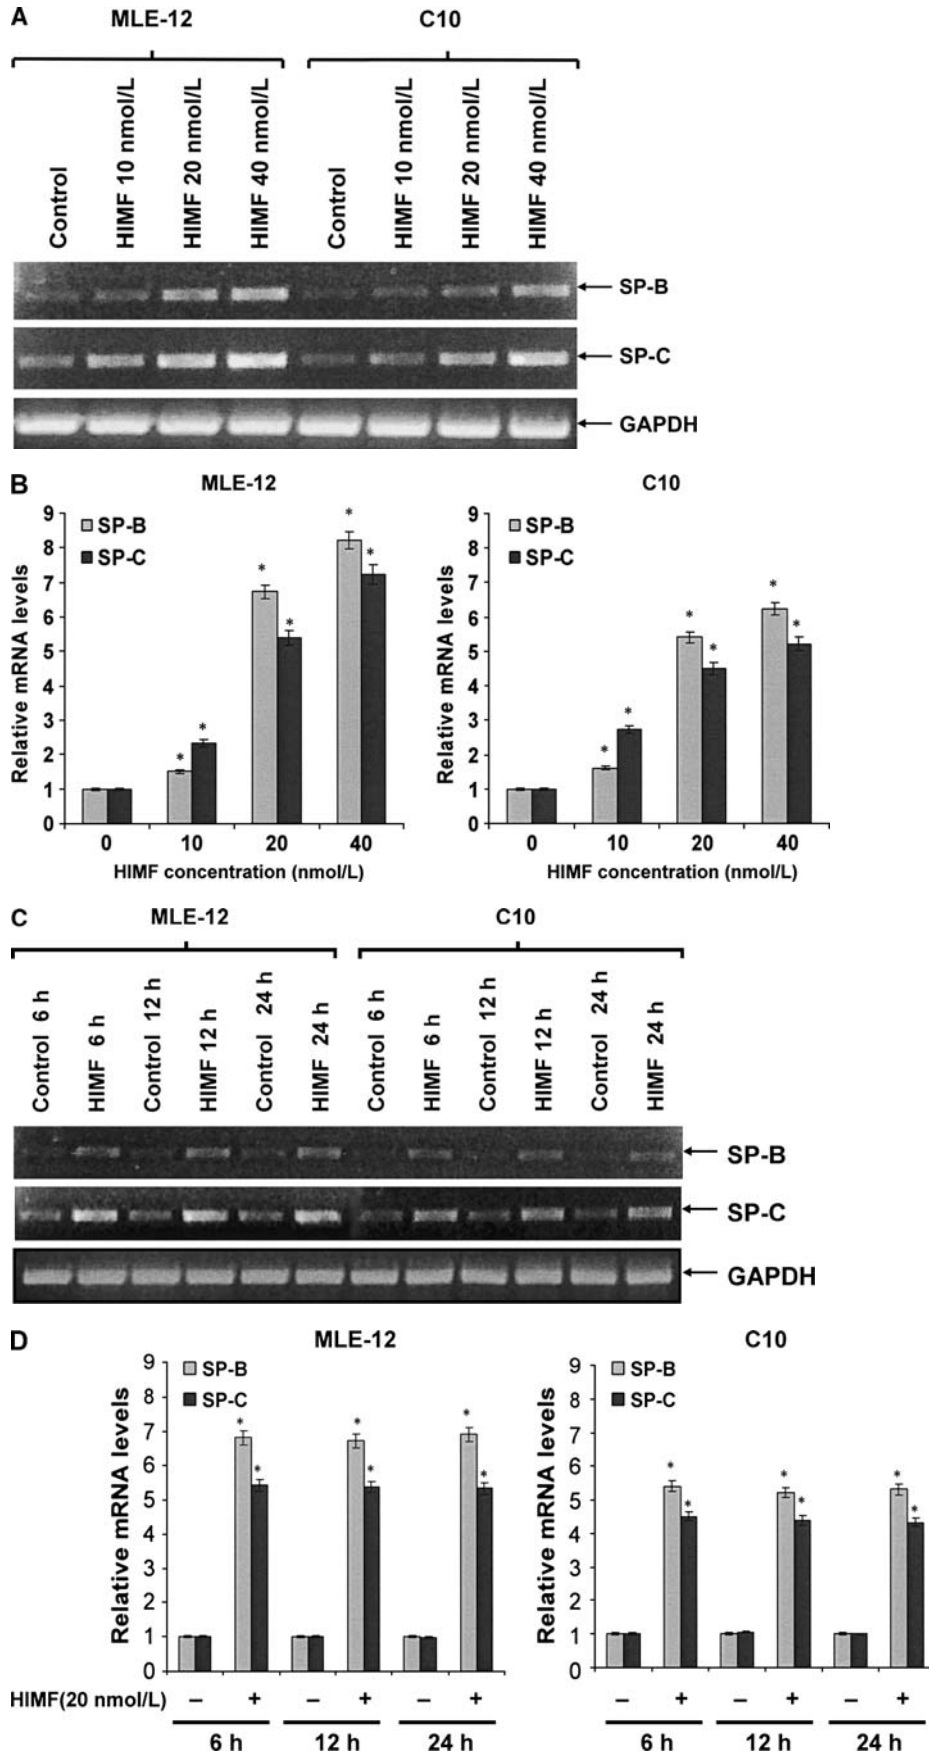 A
MLE-12 C10
Control HIMF 10 nmol/L HIMF 20 nmol/L HIMF 40 nmol/L Control HIMF 10 nmol/L HIMF 20 nmol/L HIMF 40 nmol/L
SP-B
SP-C
GAPDH
B
MLE-12
Relative mRNA levels
9
8
7
6
5
4
3
2
1
0
SP-B
SP-C
* * * * * *
0 10 20 40
HIMF concentration (nmol/L)
C10
Relative mRNA levels
9
8
7
6
5
4
3
2
1
0
SP-B
SP-C
* * * * * *
0 10 20 40
HIMF concentration (nmol/L)
C
MLE-12 C10
Control 6 h HIMF 6 h Control 12 h HIMF 12 h Control 24 h HIMF 24 h Control 6 h HIMF 6 h Control 12 h HIMF 12 h Control 24 h HIMF 24 h
SP-B
SP-C
GAPDH
D
MLE-12
Relative mRNA levels
9
8
7
6
5
4
3
2
1
0
SP-B
SP-C
* * * * * *
HIMF(20 nmol/L) – + – + – +
6 h 12 h 24 h
C10
Relative mRNA levels
9
8
7
6
5
4
3
2
1
0
SP-B
SP-C
* * * * * *
– + – + – +
6 h 12 h 24 h